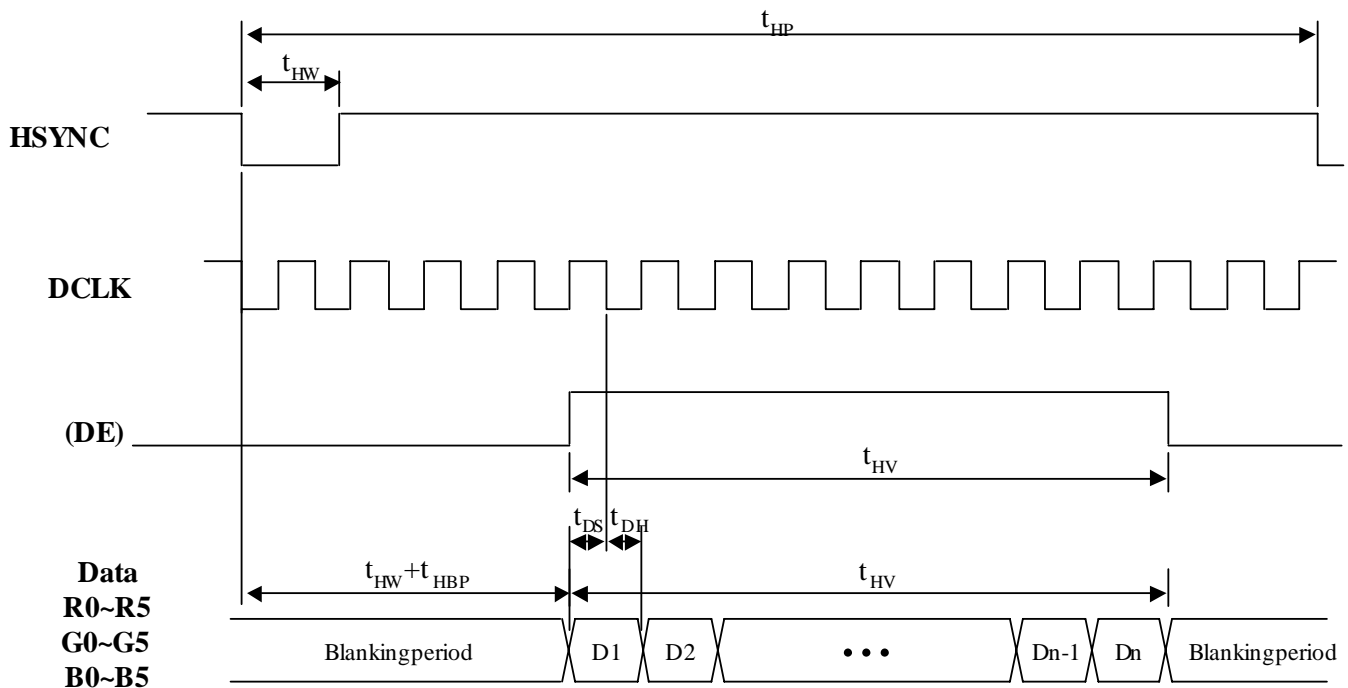 tHP
tHW
HSYNC
DCLK
(DE)
tHV
tDS tDH
Data
R0~R5
G0~G5
B0~B5
tHW+tHBP
tHV
Blankingperiod D1 D2 ••• Dn-1 Dn Blankingperiod